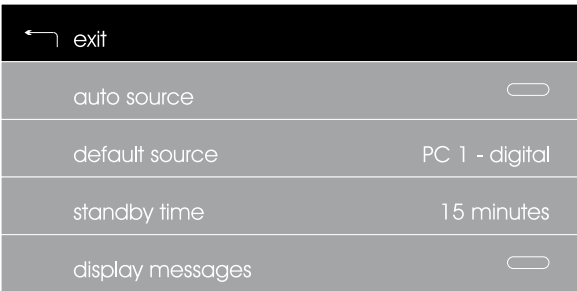 exit
auto source
default source PC 1 - digital
standby time 15 minutes
display messages